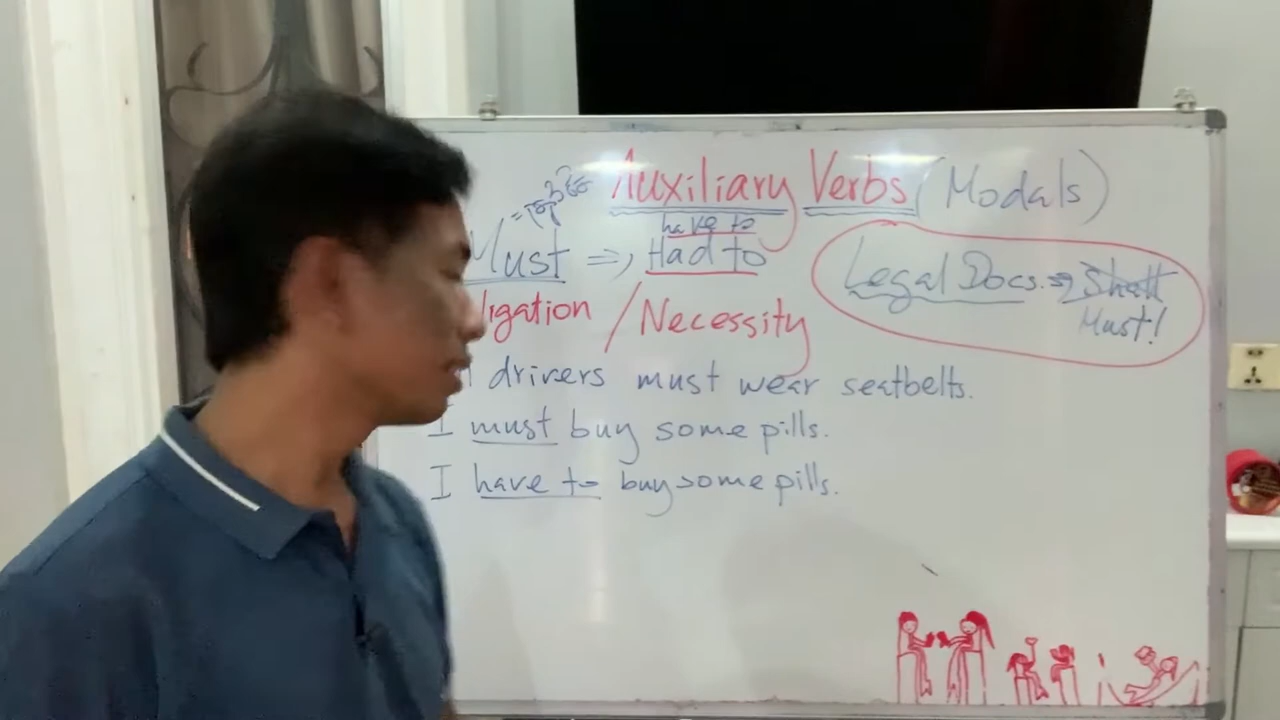 Auxiliary Verbs (Modals)
have to
Must => Had to
Legal Docs => Shall
Must!
ligation / Necessity
drivers must wear seatbelts.
I must buy some pills.
I have to buy some pills.